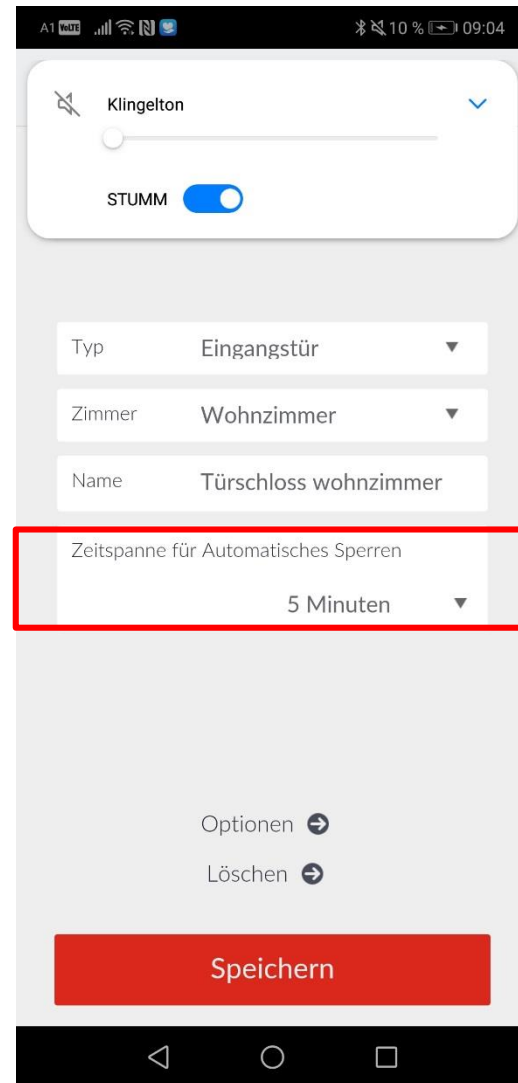 A1 VoLTE 10 % 09:04
Klingelton
STUMM
Typ Eingangstür
Zimmer Wohnzimmer
Name Türschloss wohnzimmer
Zeitspanne für Automatisches Sperren
5 Minuten
Optionen
Löschen
Speichern